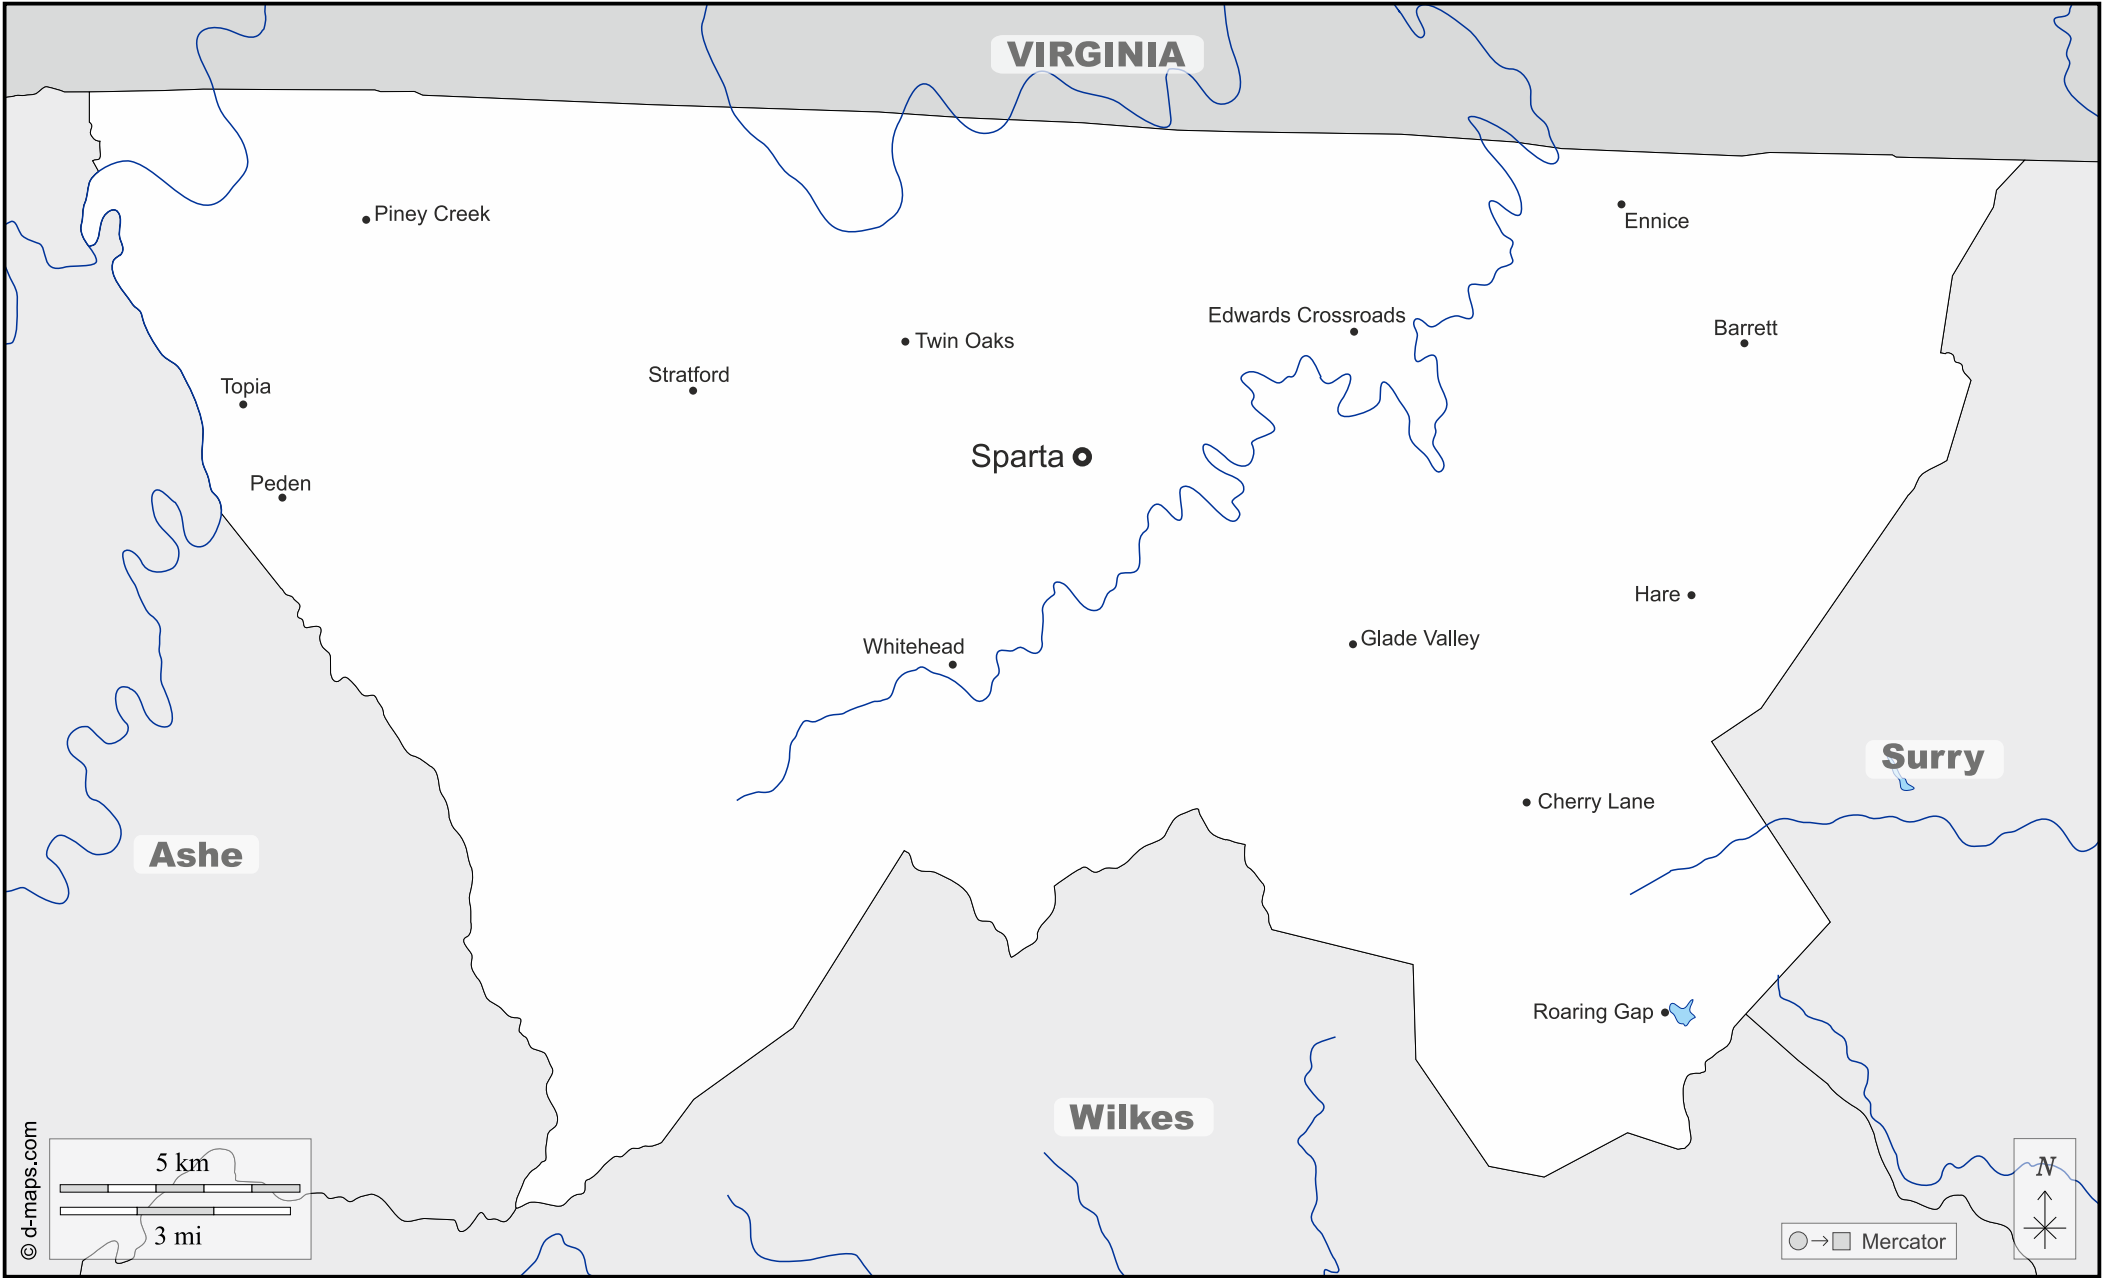 VIRGINIA
Piney Creek
Ennice
Edwards Crossroads
Barrett
Twin Oaks
Stratford
Topia
Sparta
Peden
Hare
Glade Valley
Whitehead
Surry
Cherry Lane
Ashe
Roaring Gap
Wilkes
© d-maps.com
5 km
3 mi
N
Mercator